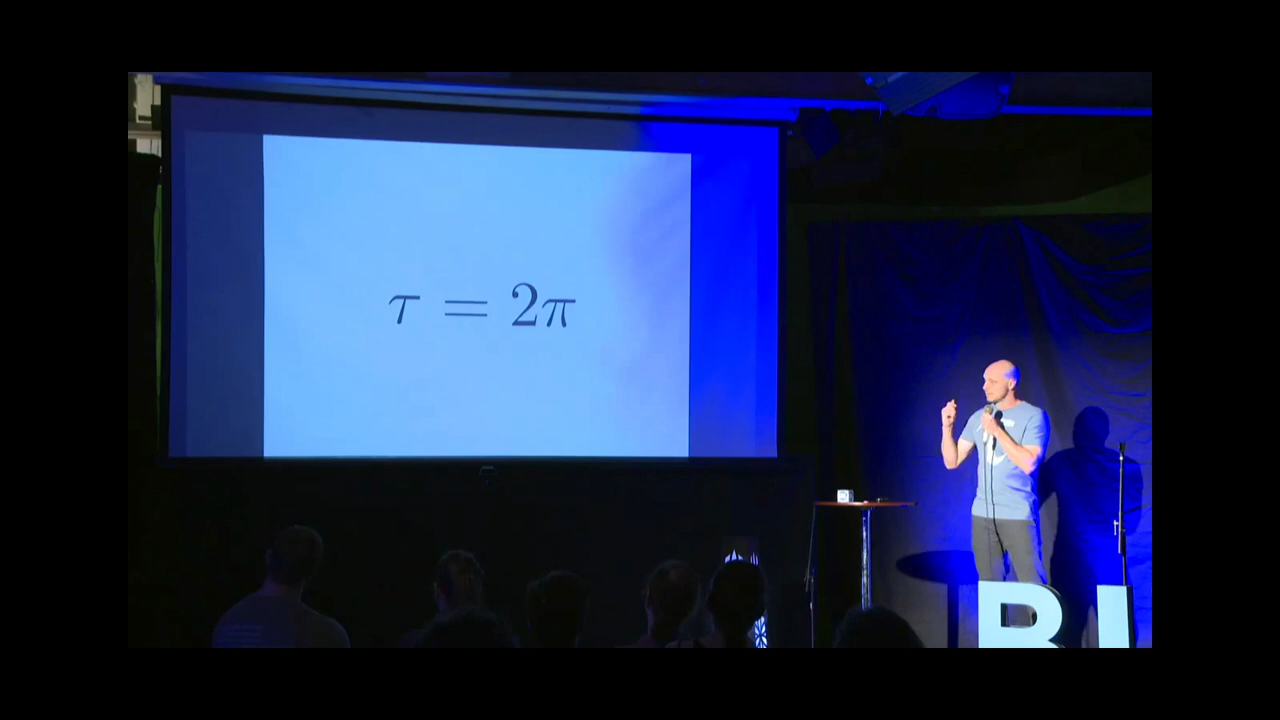 τ = 2π
B